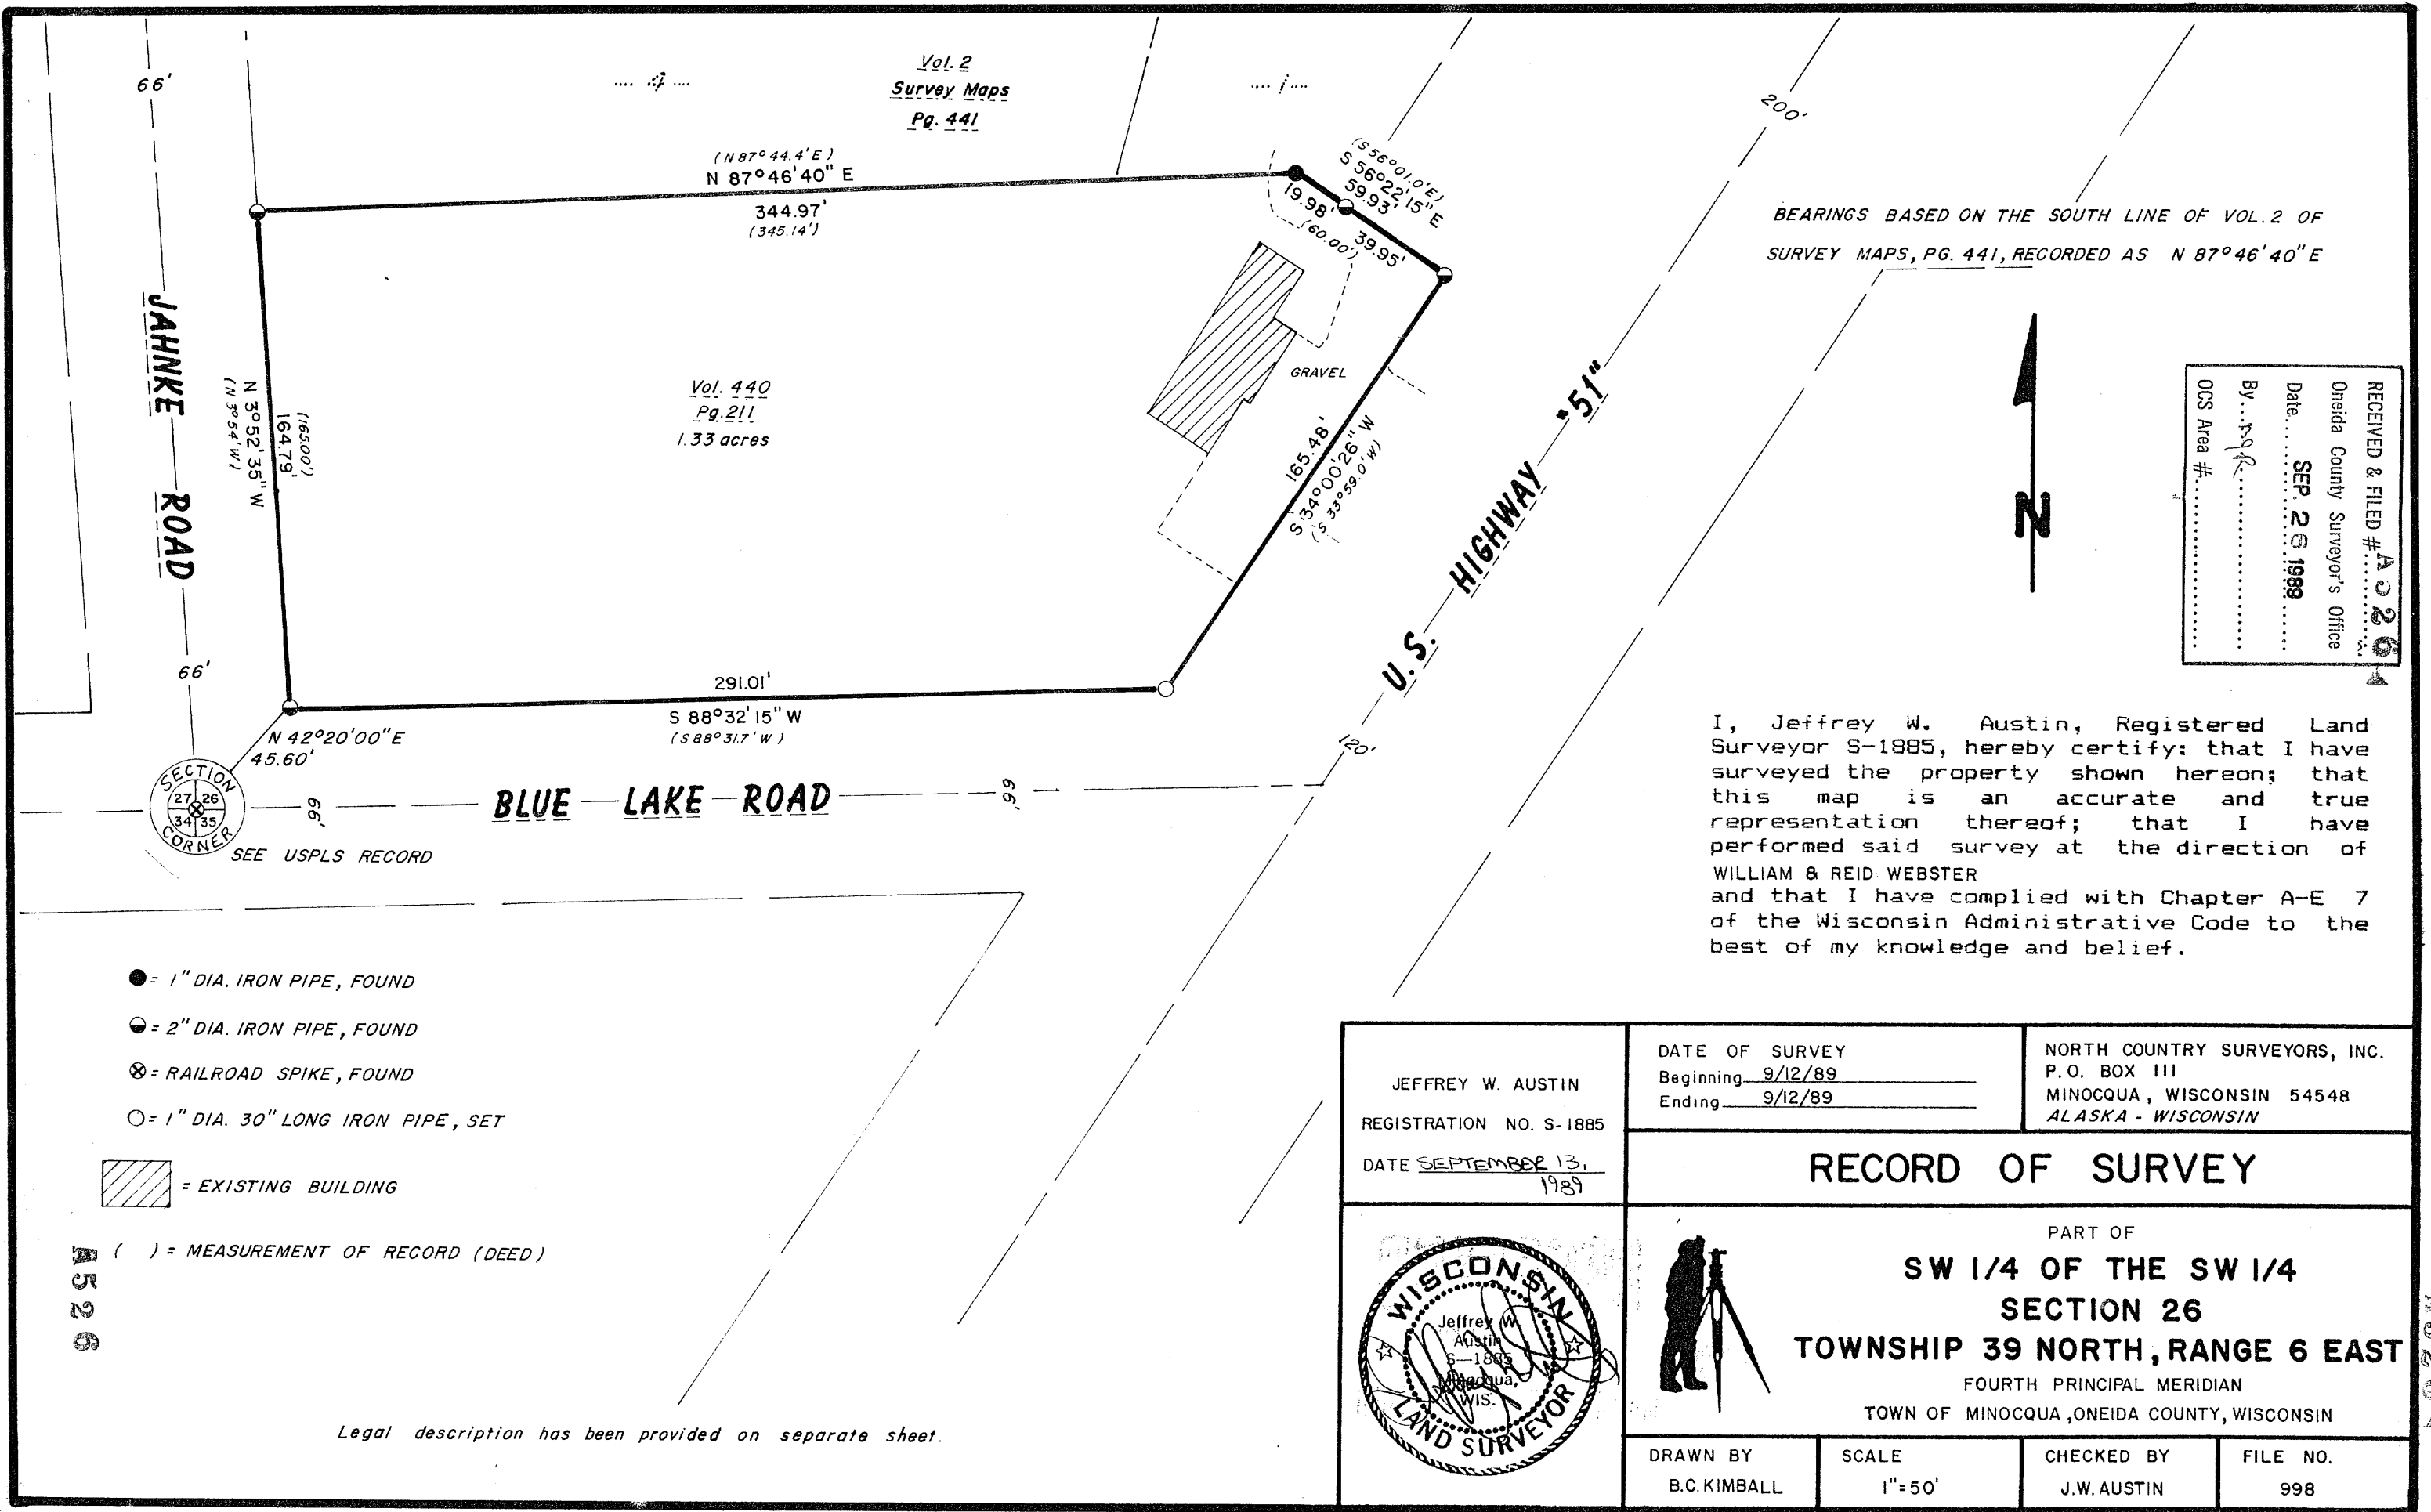 66'
.... 4 ....
Vol. 2
Survey Maps
Pg. 441
.... 1 ....
200'
(N 87° 44.4' E)
N 87° 46' 40" E
344.97'
(345.14')
(S 56° 01.0' E)
S 56° 22' 15" E
59.93'
19.98'
(60.00')
39.95'
BEARINGS BASED ON THE SOUTH LINE OF VOL. 2 OF
SURVEY MAPS, PG. 441, RECORDED AS N 87° 46' 40" E
JAHNKE ROAD
(165.00')
164.79'
N 3° 52' 35" W
(N 3° 54' W)
Vol. 440
Pg. 211
1.33 acres
GRAVEL
165.48'
S 34° 00' 26" W
(S 33° 59.0' W)
U.S. HIGHWAY "51"
N
RECEIVED & FILED #
Oneida County Surveyor's Office
Date SEP. 26 1989
By
OCS Area #
66'
291.01'
S 88° 32' 15" W
(S 88° 31.7' W)
N 42° 20' 00" E
45.60'
120'
SECTION
27 26
34 35
CORNER
66'
BLUE LAKE ROAD
66'
SEE USPLS RECORD
I, Jeffrey W. Austin, Registered Land
Surveyor S-1885, hereby certify: that I have
surveyed the property shown hereon; that
this map is an accurate and true
representation thereof; that I have
performed said survey at the direction of
WILLIAM & REID WEBSTER
and that I have complied with Chapter A-E 7
of the Wisconsin Administrative Code to the
best of my knowledge and belief.
= 1" DIA. IRON PIPE, FOUND
= 2" DIA. IRON PIPE, FOUND
= RAILROAD SPIKE, FOUND
= 1" DIA. 30" LONG IRON PIPE, SET
= EXISTING BUILDING
( ) = MEASUREMENT OF RECORD (DEED)
A526
Legal description has been provided on separate sheet.
JEFFREY W. AUSTIN
REGISTRATION NO. S-1885
DATE SEPTEMBER 13,
1989
DATE OF SURVEY
Beginning 9/12/89
Ending 9/12/89
NORTH COUNTRY SURVEYORS, INC.
P.O. BOX 111
MINOCQUA, WISCONSIN 54548
ALASKA - WISCONSIN
RECORD OF SURVEY
WISCONSIN
Jeffrey W.
Austin
S-1885
Minocqua,
WIS.
LAND SURVEYOR
PART OF
SW 1/4 OF THE SW 1/4
SECTION 26
TOWNSHIP 39 NORTH, RANGE 6 EAST
FOURTH PRINCIPAL MERIDIAN
TOWN OF MINOCQUA, ONEIDA COUNTY, WISCONSIN
DRAWN BY
B.C. KIMBALL
SCALE
1"=50'
CHECKED BY
J.W. AUSTIN
FILE NO.
998